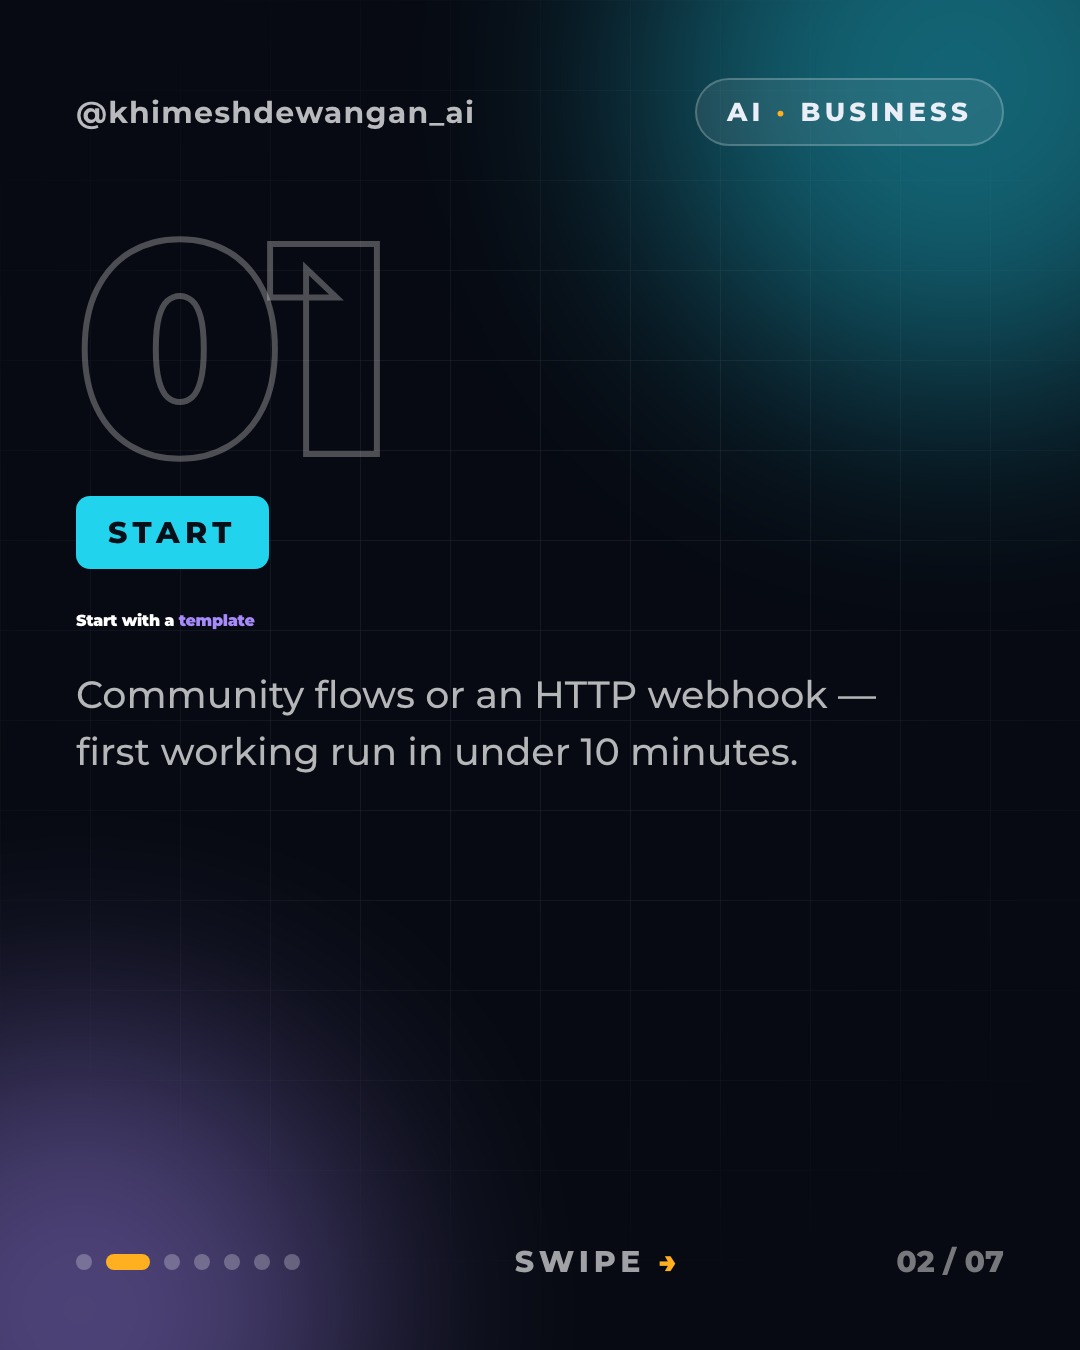 @khimeshdewangan_ai
AI · BUSINESS
01
START
Start with a template
Community flows or an HTTP webhook —
first working run in under 10 minutes.
SWIPE ➔
02 / 07